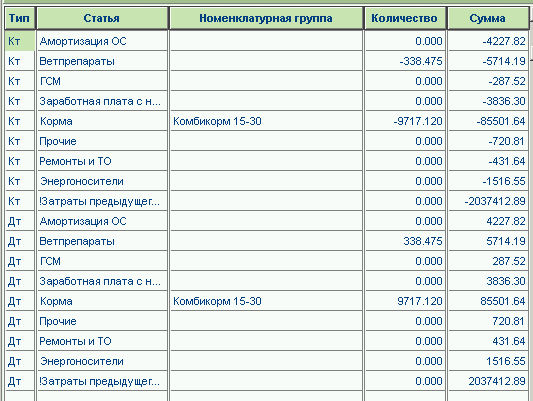 Тип Статья Номенклатурная группа Количество Сумма
Кт Амортизация ОС 0.000 -4227.82
Кт Ветпрепараты -338.475 -5714.19
Кт ГСМ 0.000 -287.52
Кт Заработная плата с н... 0.000 -3836.30
Кт Корма Комбикорм 15-30 -9717.120 -85501.64
Кт Прочие 0.000 -720.81
Кт Ремонты и ТО 0.000 -431.64
Кт Энергоносители 0.000 -1516.55
Кт !Затраты предыдущег... 0.000 -2037412.89
Дт Амортизация ОС 0.000 4227.82
Дт Ветпрепараты 338.475 5714.19
Дт ГСМ 0.000 287.52
Дт Заработная плата с н... 0.000 3836.30
Дт Корма Комбикорм 15-30 9717.120 85501.64
Дт Прочие 0.000 720.81
Дт Ремонты и ТО 0.000 431.64
Дт Энергоносители 0.000 1516.55
Дт !Затраты предыдущег... 0.000 2037412.89